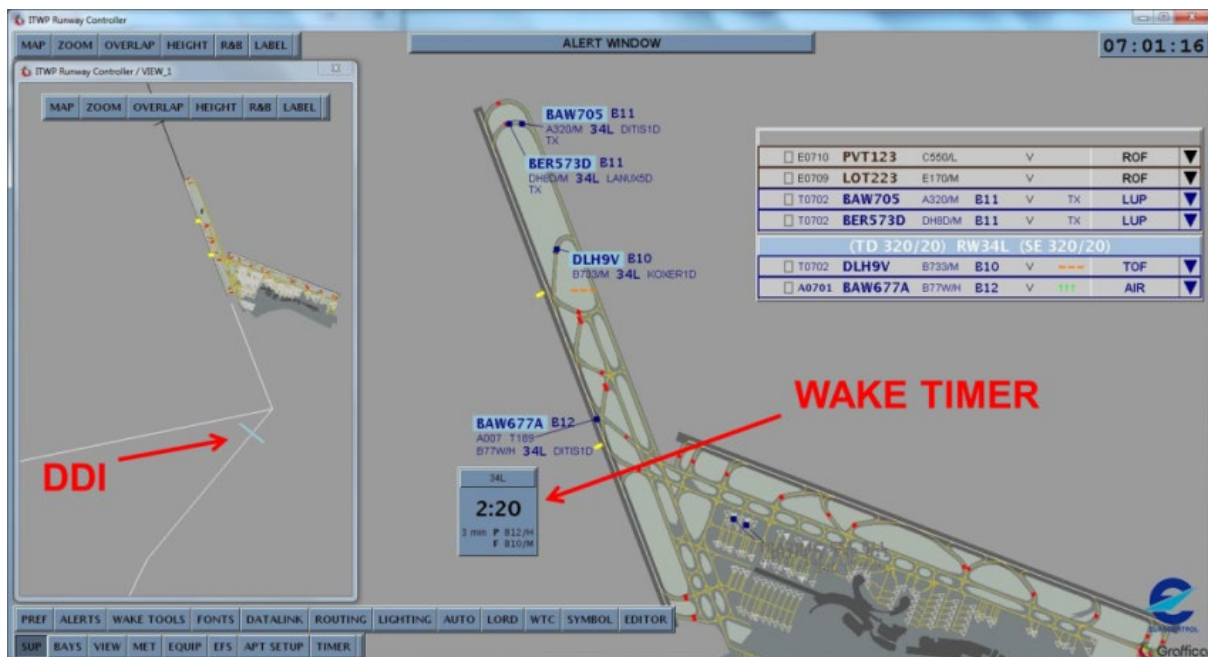 ITWP Runway Controller
MAP ZOOM OVERLAP HEIGHT R&B LABEL
ALERT WINDOW
07:01:16
ITWP Runway Controller / VIEW_1
MAP ZOOM OVERLAP HEIGHT R&B LABEL
DDI
BAW705 B11
A320/M 34L DITIS1D
TX
BER573D B11
DH8D/M 34L LANUX5D
TX
DLH9V B10
B733/M 34L KOKER1D
---
BAW677A B12
A007 T189
B77W/H 34L DITIS1D
WAKE TIMER
34L
2:20
3 min P B12/H
F B10/M
E0710 PVT123 C550/L V ROF
E0709 LOT223 E170/M V ROF
T0702 BAW705 A320/M B11 V TX LUP
T0702 BER573D DH8D/M B11 V TX LUP
(TD 320/20) RW34L (SE 320/20)
T0702 DLH9V B733/M B10 V --- TOF
A0701 BAW677A B77W/H B12 V ↑↑↑ AIR
PREF ALERTS WAKE TOOLS FONTS DATALINK ROUTING LIGHTING AUTO LORD WTC SYMBOL EDITOR
SUP BAYS VIEW MET EQUIP EFS APT SETUP TIMER
EUROCONTROL
Graffica